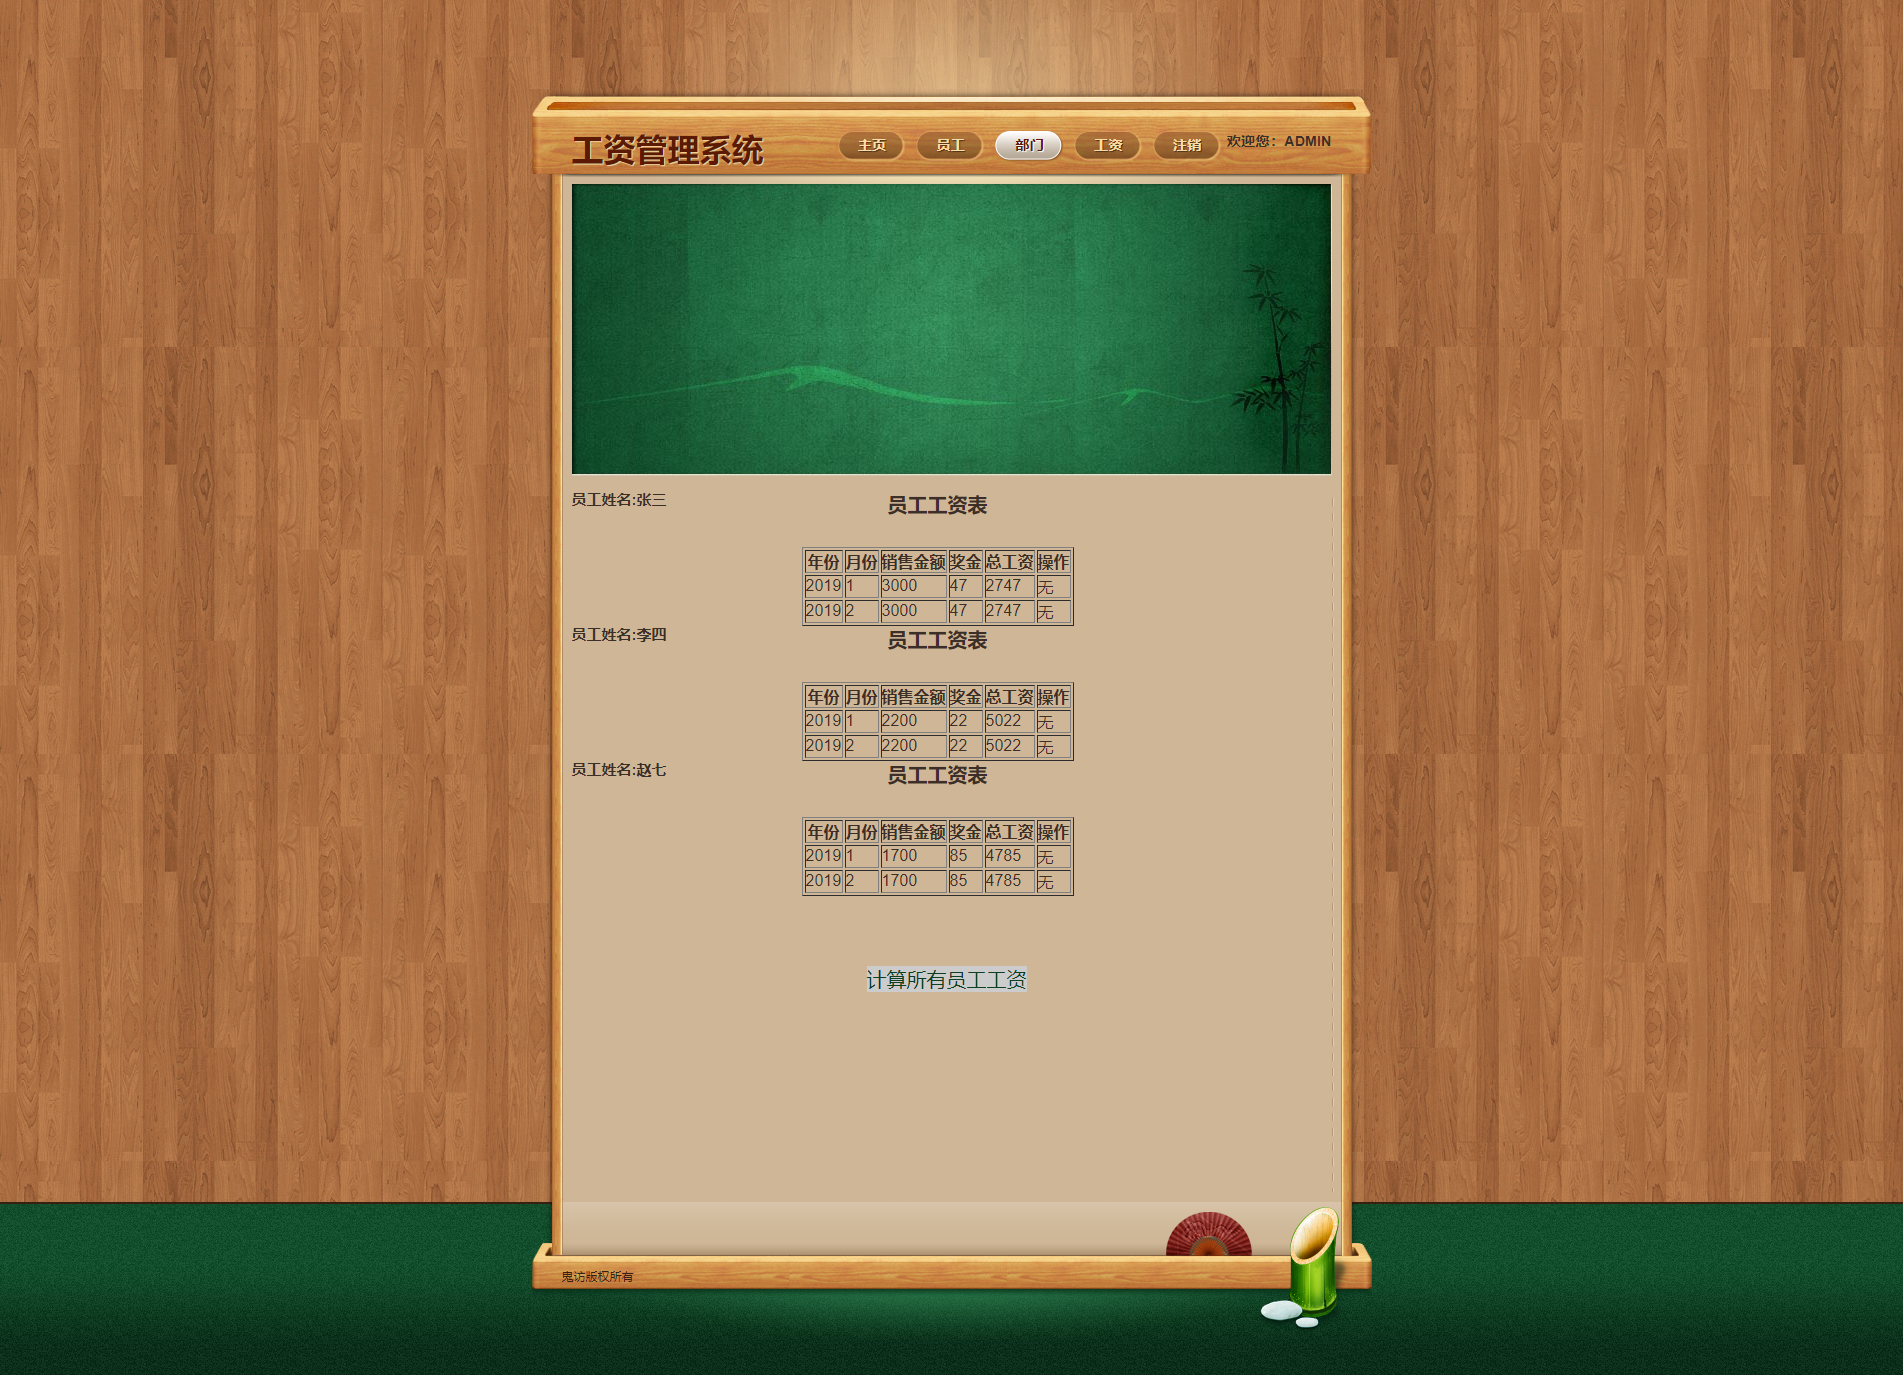 工资管理系统 主页 员工 部门 工资 注销 欢迎您：ADMIN
员工姓名:张三 员工工资表
年份 月份 销售金额 奖金 总工资 操作
2019 1 3000 47 2747 无
2019 2 3000 47 2747 无
员工姓名:李四 员工工资表
年份 月份 销售金额 奖金 总工资 操作
2019 1 2200 22 5022 无
2019 2 2200 22 5022 无
员工姓名:赵七 员工工资表
年份 月份 销售金额 奖金 总工资 操作
2019 1 1700 85 4785 无
2019 2 1700 85 4785 无
计算所有员工工资
鬼访版权所有